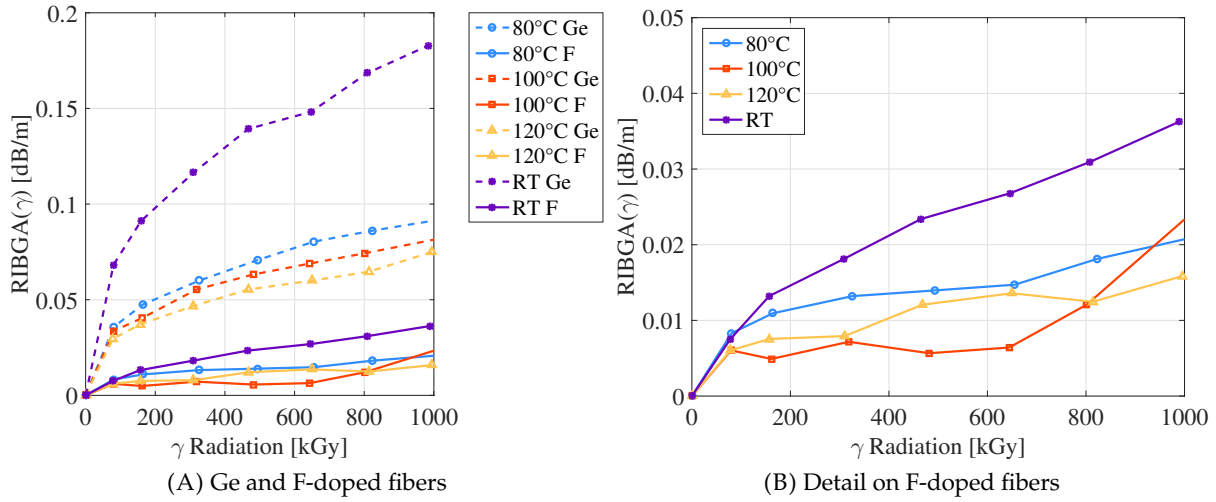 0.2
0.15
0.1
0.05
0
RIBGA(γ) [dB/m]
0 200 400 600 800 1000
γ Radiation [kGy]
80°C Ge
80°C F
100°C Ge
100°C F
120°C Ge
120°C F
RT Ge
RT F
(A) Ge and F-doped fibers
0.05
0.04
0.03
0.02
0.01
0
RIBGA(γ) [dB/m]
80°C
100°C
120°C
RT
0 200 400 600 800 1000
γ Radiation [kGy]
(B) Detail on F-doped fibers